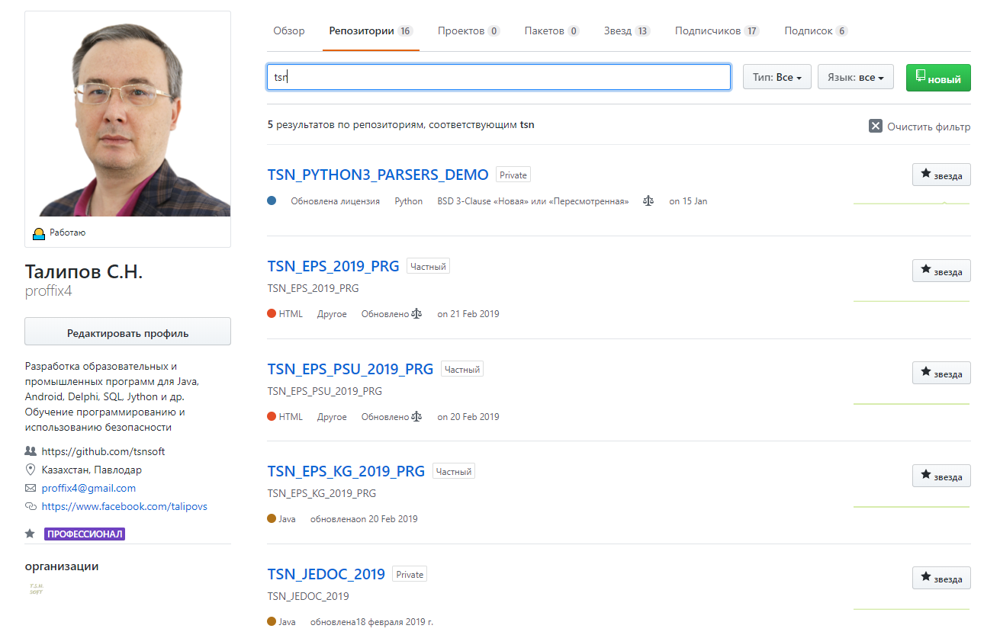 Обзор Репозитории 16 Проектов 0 Пакетов 0 Звезд 13 Подписчиков 17 Подписок 6
tsn
Тип: Все
Язык: все
новый
5 результатов по репозиториям, соответствующим tsn
Очистить фильтр
TSN_PYTHON3_PARSERS_DEMO Private
звезда
Обновлена лицензия Python BSD 3-Clause «Новая» или «Пересмотренная» on 15 Jan
TSN_EPS_2019_PRG Частный
звезда
TSN_EPS_2019_PRG
HTML Другое Обновлено on 21 Feb 2019
TSN_EPS_PSU_2019_PRG Частный
звезда
TSN_EPS_PSU_2019_PRG
HTML Другое Обновлено on 20 Feb 2019
TSN_EPS_KG_2019_PRG Частный
звезда
TSN_EPS_KG_2019_PRG
Java обновленаon 20 Feb 2019
TSN_JEDOC_2019 Private
звезда
TSN_JEDOC_2019
Java обновлена18 февраля 2019 г.
Работаю
Талипов С.Н.
proffix4
Редактировать профиль
Разработка образовательных и
промышленных программ для Java,
Android, Delphi, SQL, Jython и др.
Обучение программированию и
использованию безопасности
https://github.com/tsnsoft
Казахстан, Павлодар
proffix4@gmail.com
https://www.facebook.com/talipovs
ПРОФЕССИОНАЛ
организации
T.S.N.
SOFT